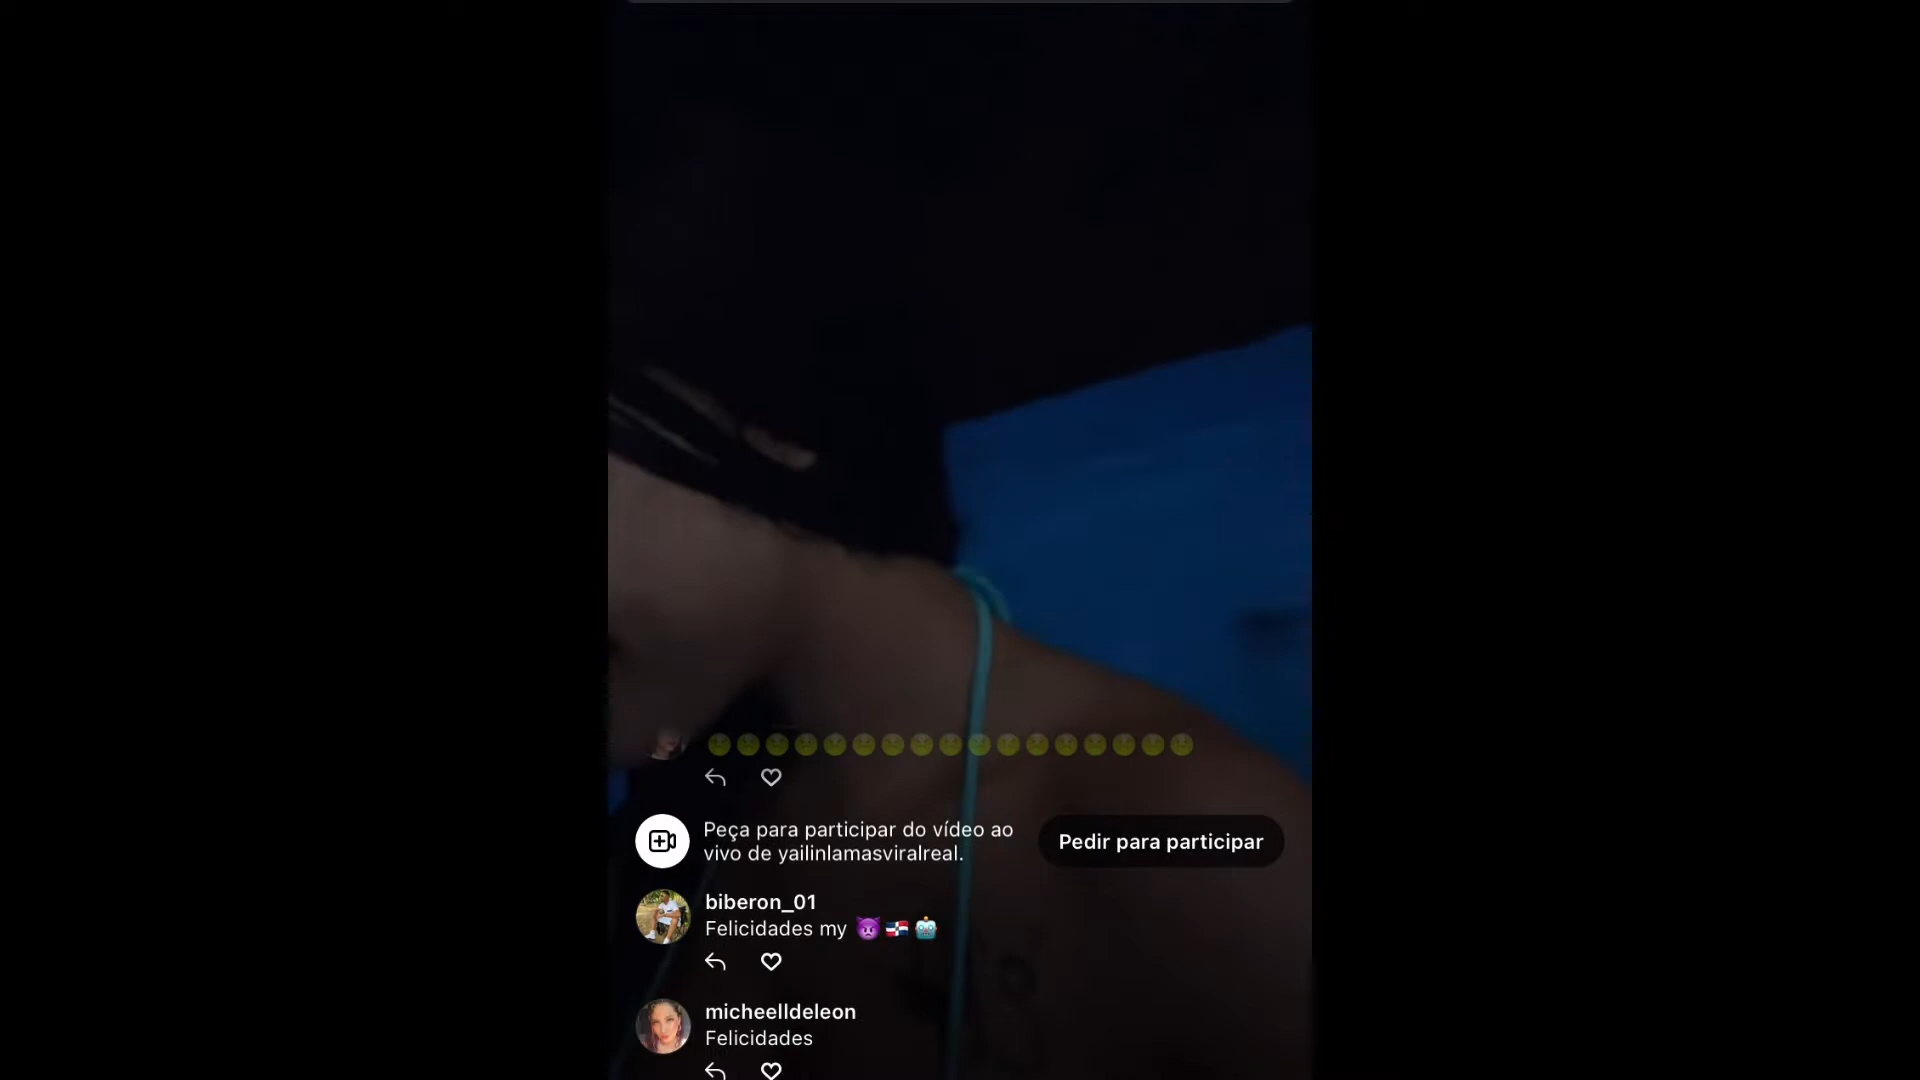 Peça para participar do vídeo ao
vivo de yailinlamasviralreal.
Pedir para participar
biberon_01
Felicidades my 👿🇩🇴🤖
micheelldeleon
Felicidades